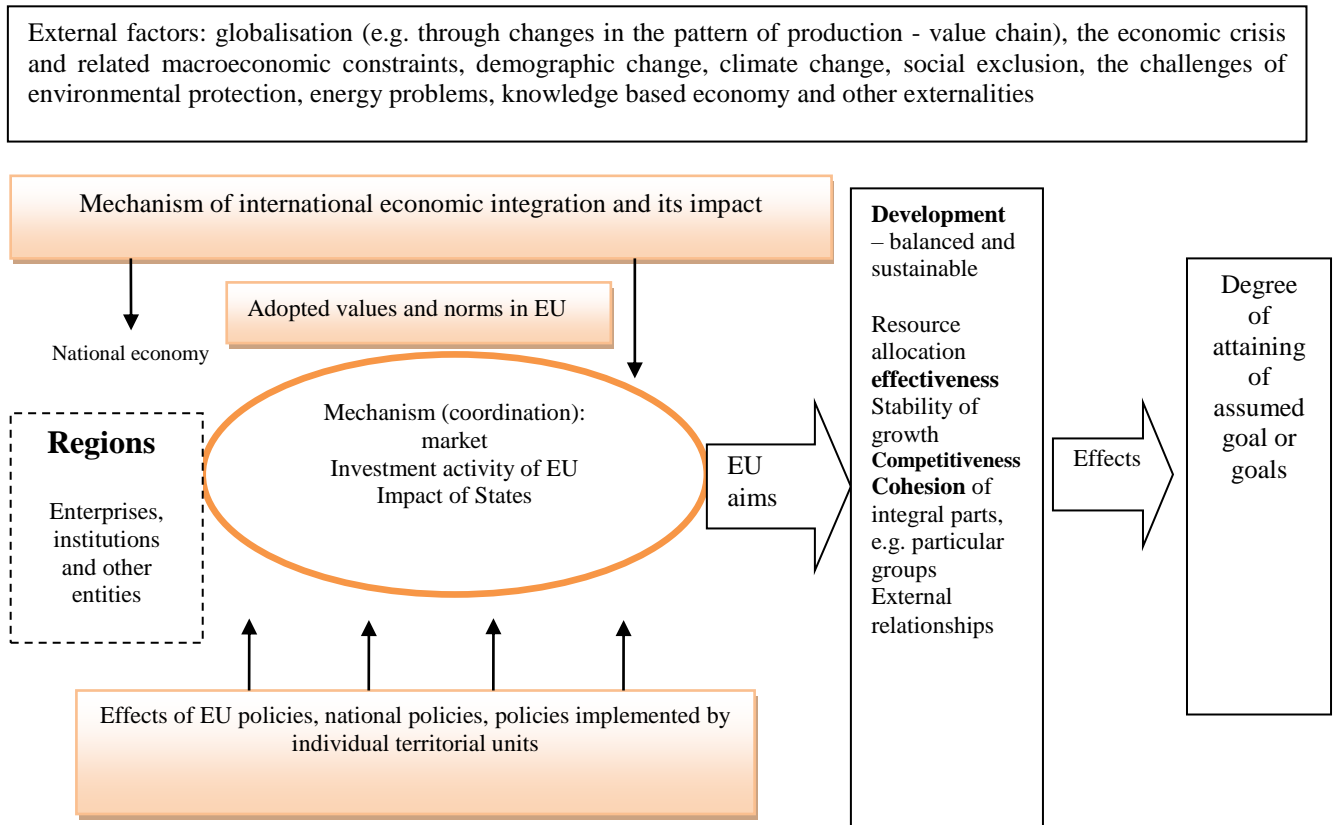 External factors: globalisation (e.g. through changes in the pattern of production - value chain), the economic crisis
and related macroeconomic constraints, demographic change, climate change, social exclusion, the challenges of
environmental protection, energy problems, knowledge based economy and other externalities
Mechanism of international economic integration and its impact
Adopted values and norms in EU
National economy
Regions
Enterprises,
institutions
and other
entities
Mechanism (coordination):
market
Investment activity of EU
Impact of States
EU
aims
Development
– balanced and
sustainable
Resource
allocation
effectiveness
Stability of
growth
Competitiveness
Cohesion of
integral parts,
e.g. particular
groups
External
relationships
Effects
Degree
of
attaining
of
assumed
goal or
goals
Effects of EU policies, national policies, policies implemented by
individual territorial units